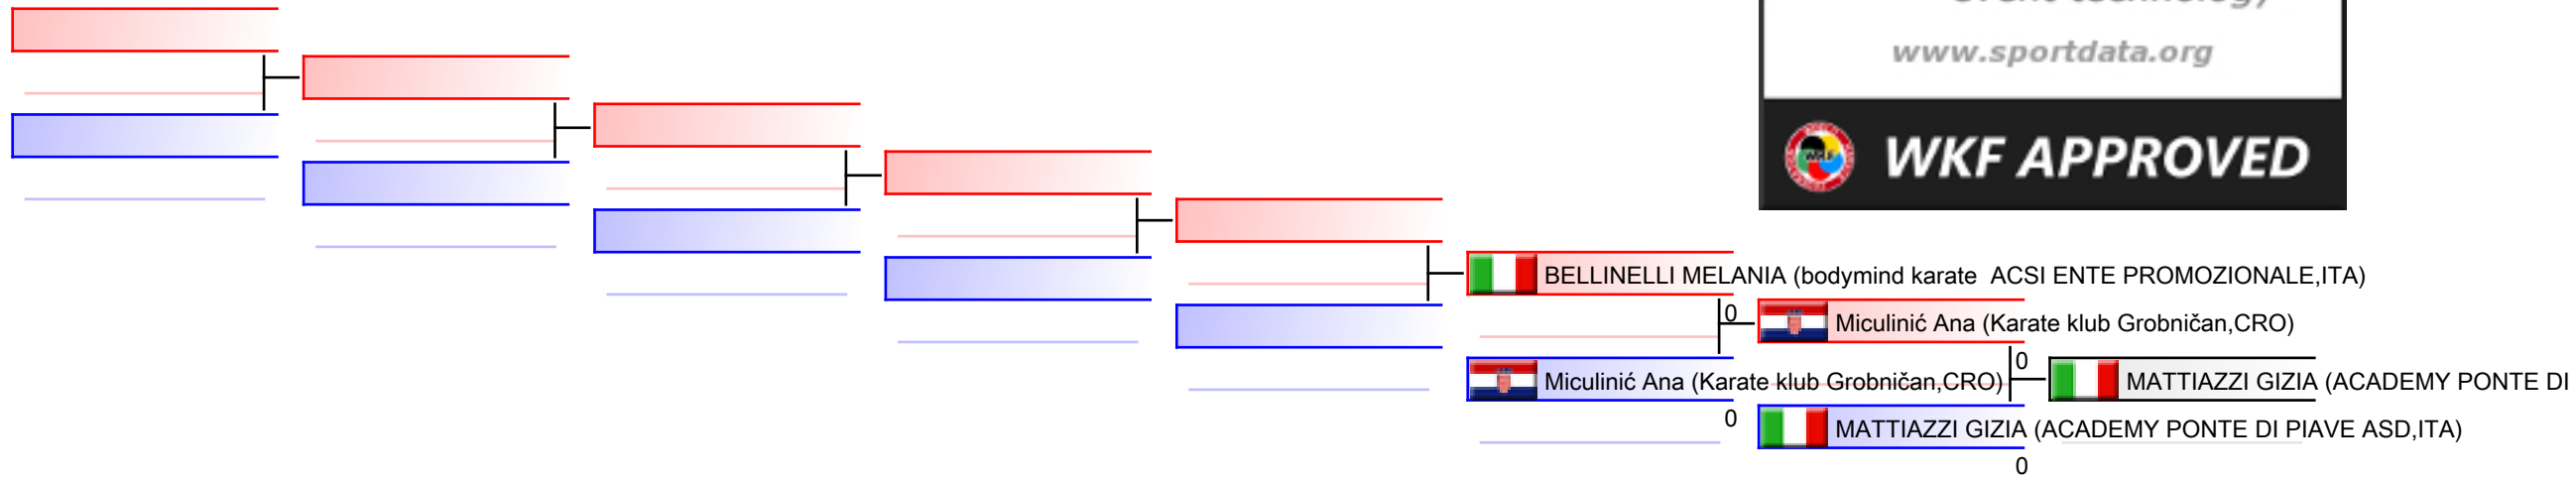 event technology
www.sportdata.org
WKF APPROVED
BELLINELLI MELANIA (bodymind karate  ACSI ENTE PROMOZIONALE,ITA)
0
Miculinić Ana (Karate klub Grobničan,CRO)
0
Miculinić Ana (Karate klub Grobničan,CRO)
MATTIAZZI GIZIA (ACADEMY PONTE DI
0
MATTIAZZI GIZIA (ACADEMY PONTE DI PIAVE ASD,ITA)
0